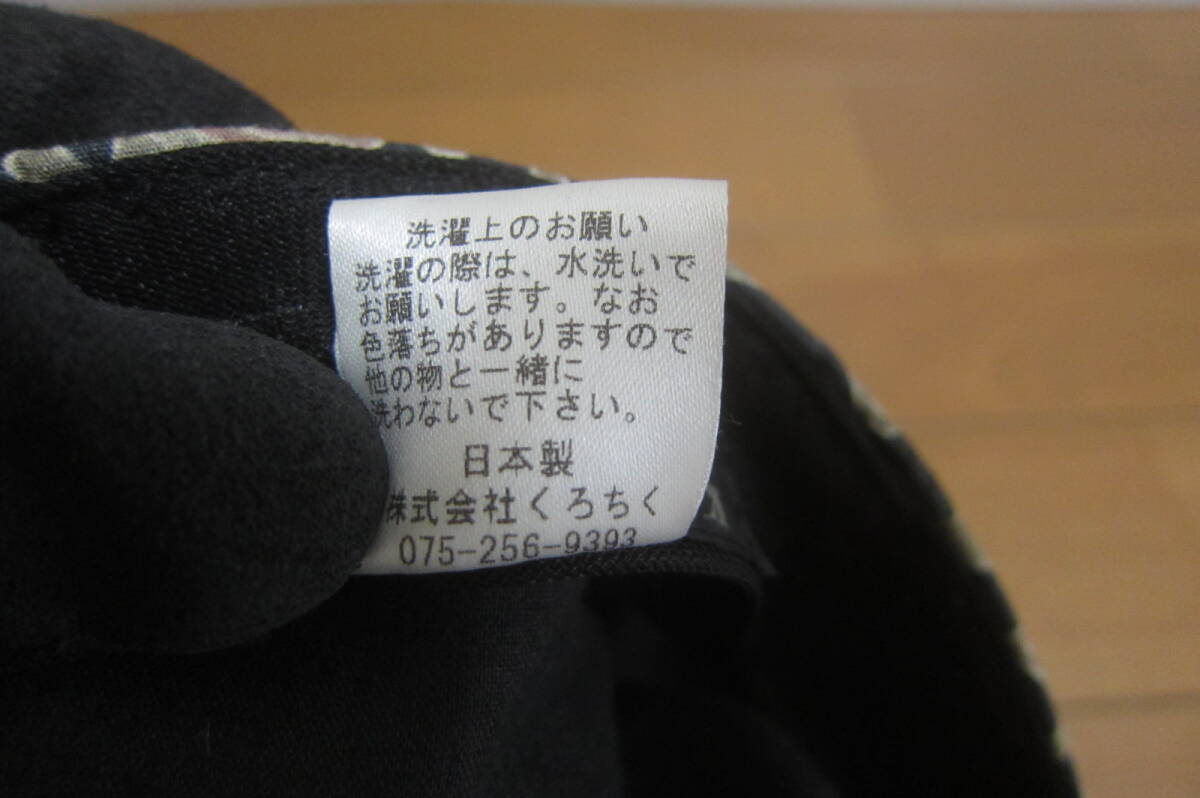 洗濯上のお願い
洗濯の際は、水洗いで
お願いします。なお
色落ちがありますので
他の物と一緒に
洗わないで下さい。
日本製
株式会社くろちく
075-256-9393